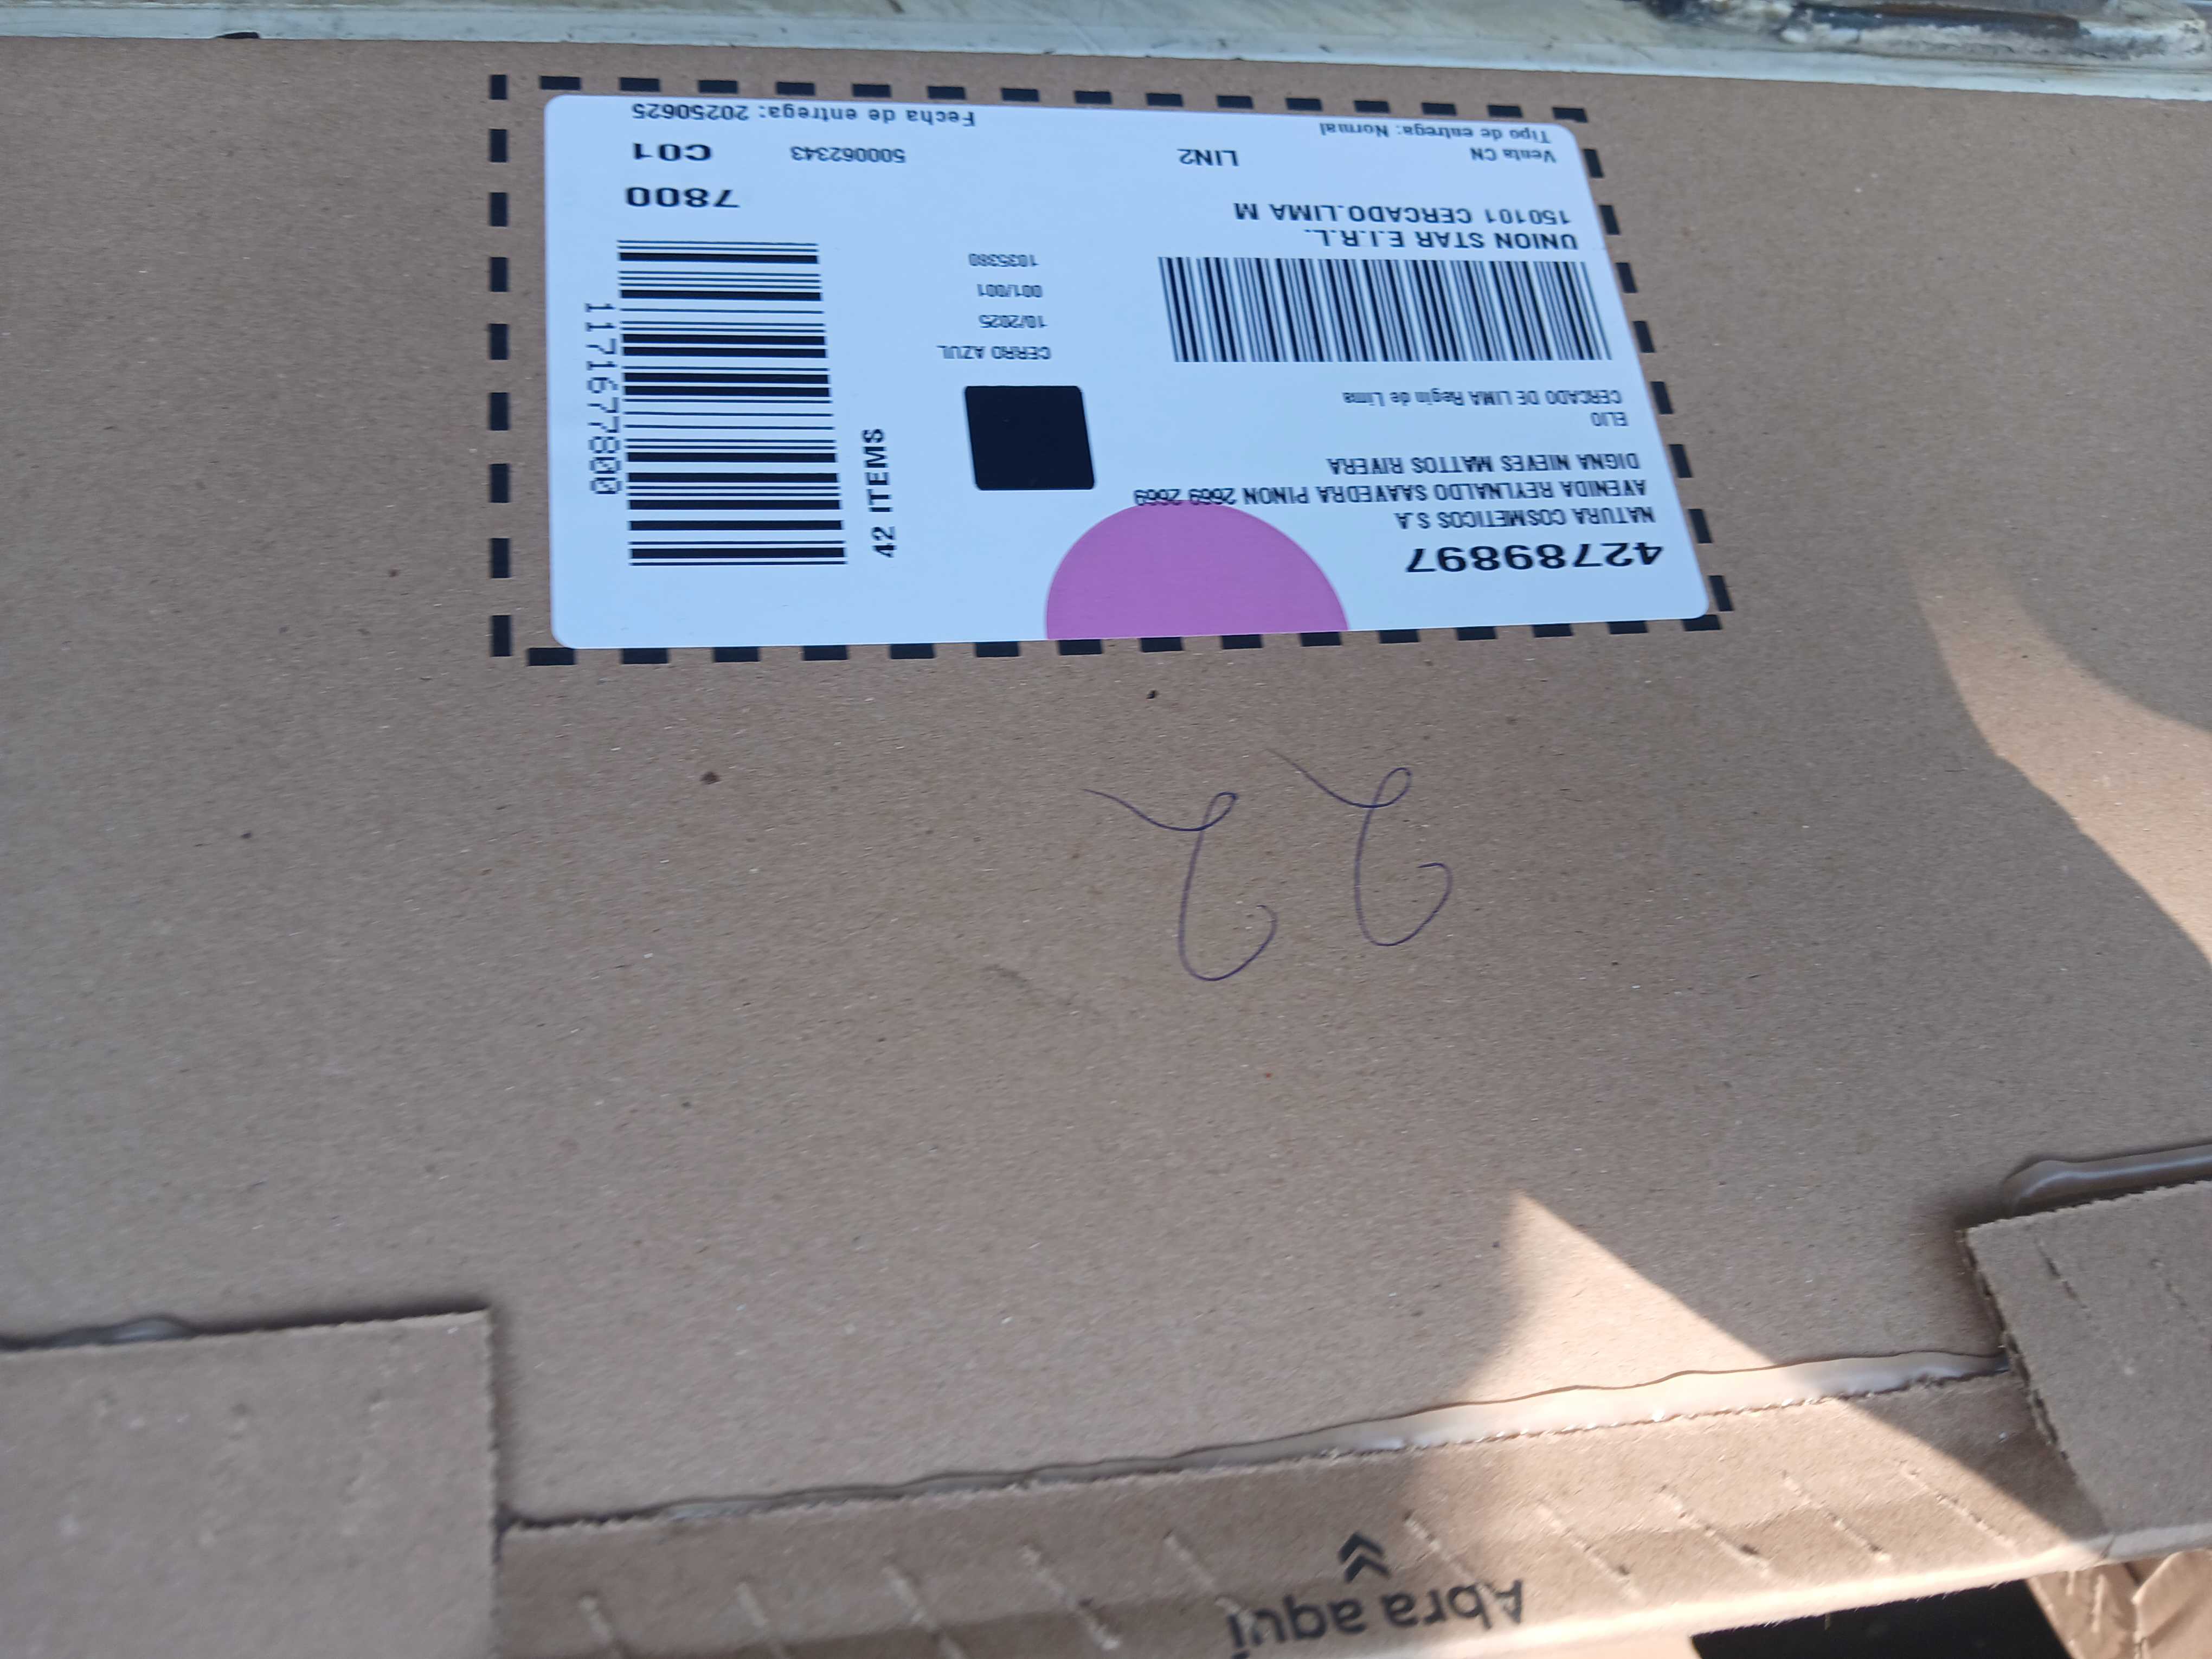 42789897
NATURA COSMETICOS S.A
AVENIDA REYLNALDO SAAVEDRA PINON 2669 2669
DIGNA NIEVES MATTOS RIVERA
ELIO
CERCADO DE LIMA Regin de Lima
42 ITEMS
1171677800
CERRO AZUL
10/2025
001/001
1035380
UNION STAR E.I.R.L.
150101 CERCADO.LIMA M
7800
Venta CN
LIN2
500062343
C01
Tipo de entrega: Normal
Fecha de entrega: 20250625
22
Abra aquí